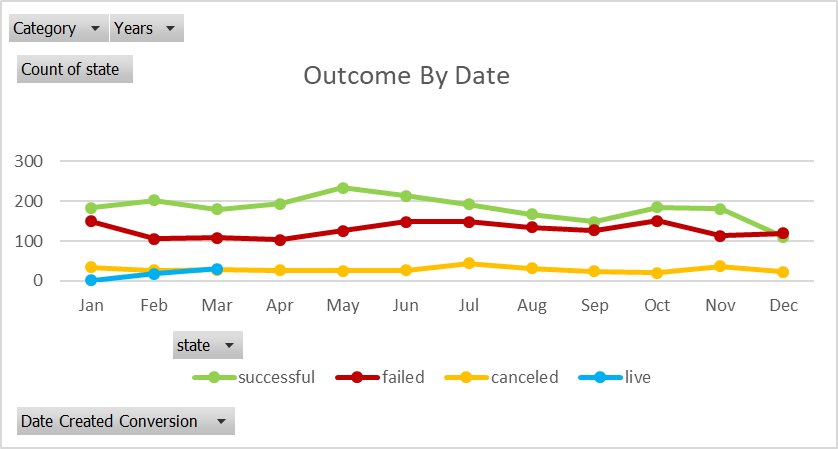 Category Years
Count of state
Outcome By Date
300
200
100
0
Jan Feb Mar Apr May Jun Jul Aug Sep Oct Nov Dec
state
successful failed canceled live
Date Created Conversion